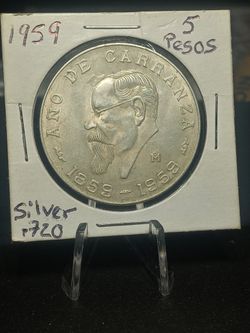 1959
5
Pesos
AÑO DE CARRANZA
M
1859 - 1959
Silver
.720